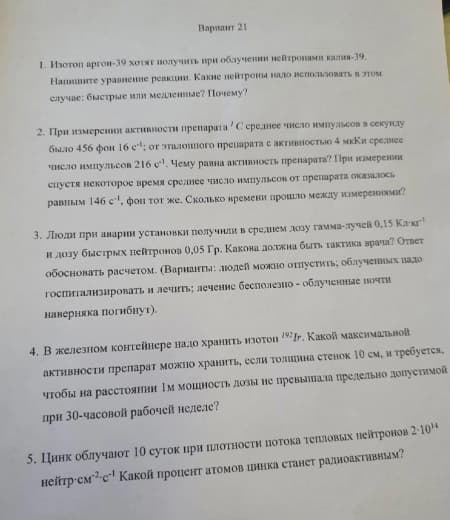 Вариант 21
1. Изотоп аргон-39 хотят получить при облучении нейтронами калия-39.
Напишите уравнение реакции. Какие нейтроны надо использовать в этом
случае: быстрые или медленные? Почему?
2. При измерении активности препарата C среднее число импульсов в секунду
было 456 фон 16 с⁻¹; от эталонного препарата с активностью 4 мкКи среднее
число импульсов 216 с⁻¹. Чему равна активность препарата? При измерении
спустя некоторое время среднее число импульсов от препарата оказалось
равным 146 с⁻¹, фон тот же. Сколько времени прошло между измерениями?
3. Люди при аварии установки получили в среднем дозу гамма-лучей 0,15 Кл·кг⁻¹
и дозу быстрых нейтронов 0,05 Гр. Какова должна быть тактика врача? Ответ
обосновать расчетом. (Варианты: людей можно отпустить; облученных надо
госпитализировать и лечить; лечение бесполезно - облученные почти
наверняка погибнут).
4. В железном контейнере надо хранить изотоп ¹⁹²Ir. Какой максимальной
активности препарат можно хранить, если толщина стенок 10 см, и требуется,
чтобы на расстоянии 1м мощность дозы не превышала предельно допустимой
при 30-часовой рабочей неделе?
5. Цинк облучают 10 суток при плотности потока тепловых нейтронов 2·10¹⁴
нейтр·см⁻²·с⁻¹ Какой процент атомов цинка станет радиоактивным?